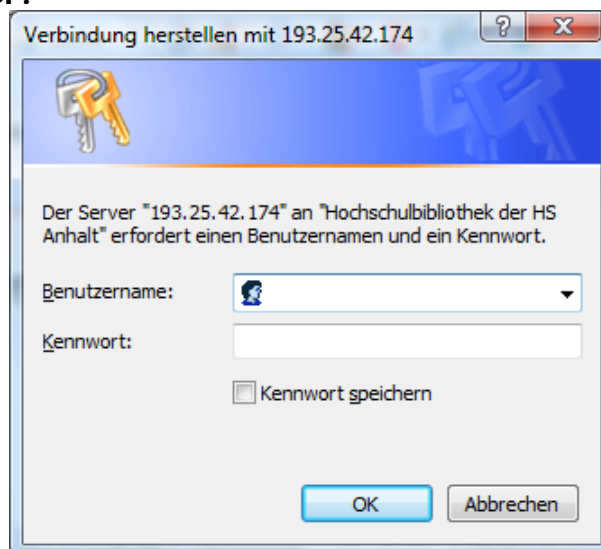 Verbindung herstellen mit 193.25.42.174
Der Server "193.25.42.174" an "Hochschulbibliothek der HS
Anhalt" erfordert einen Benutzernamen und ein Kennwort.
Benutzername:
Kennwort:
Kennwort speichern
OK Abbrechen